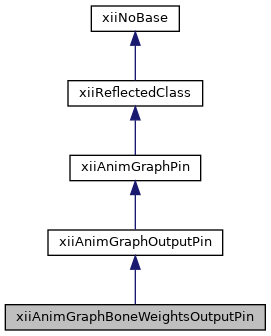 xiiNoBase
xiiReflectedClass
xiiAnimGraphPin
xiiAnimGraphOutputPin
xiiAnimGraphBoneWeightsOutputPin